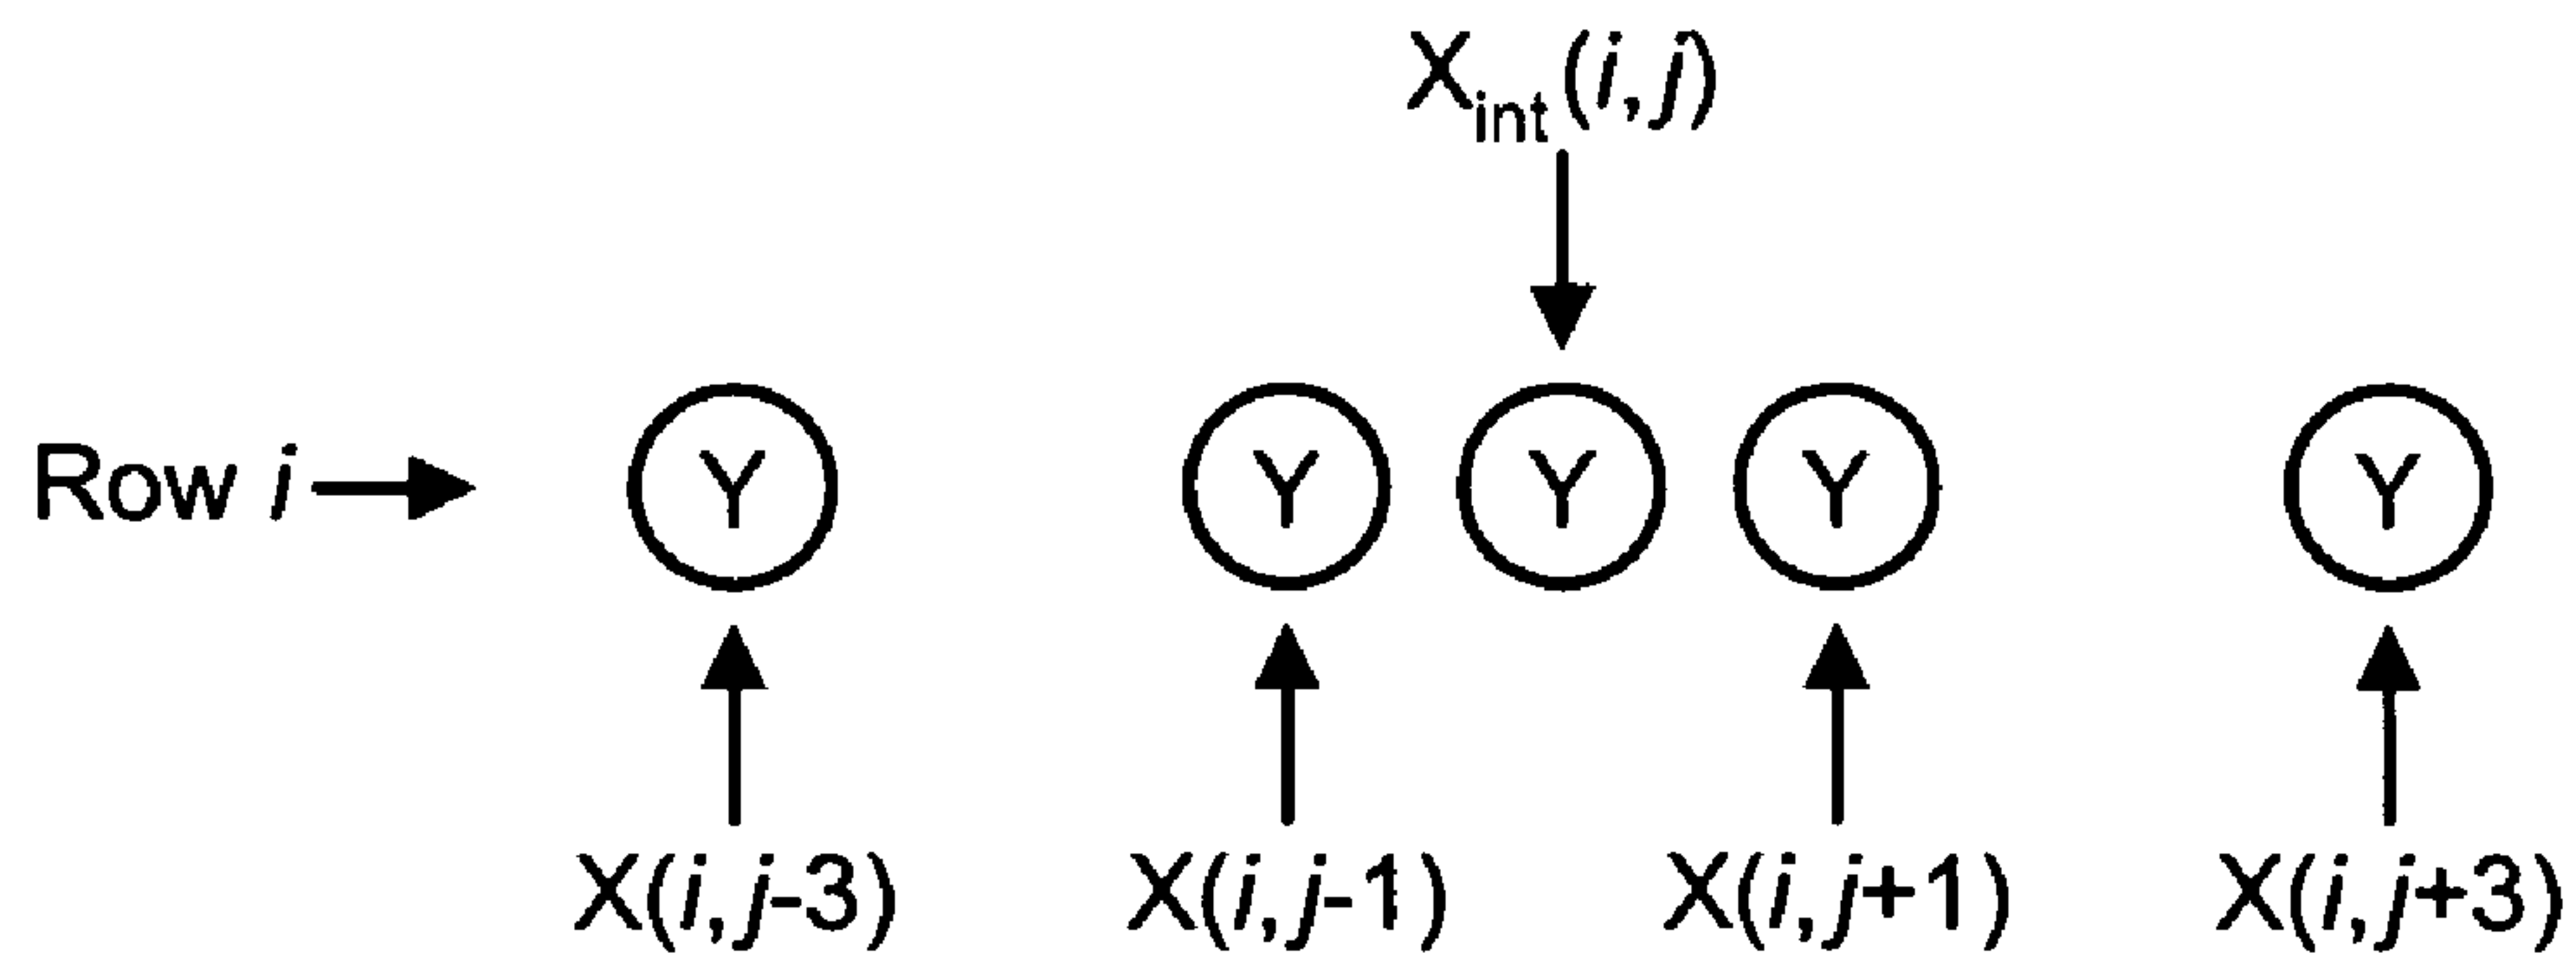 Xint(i, j)
Row i Y Y Y Y Y
X(i, j-3) X(i, j-1) X(i, j+1) X(i, j+3)